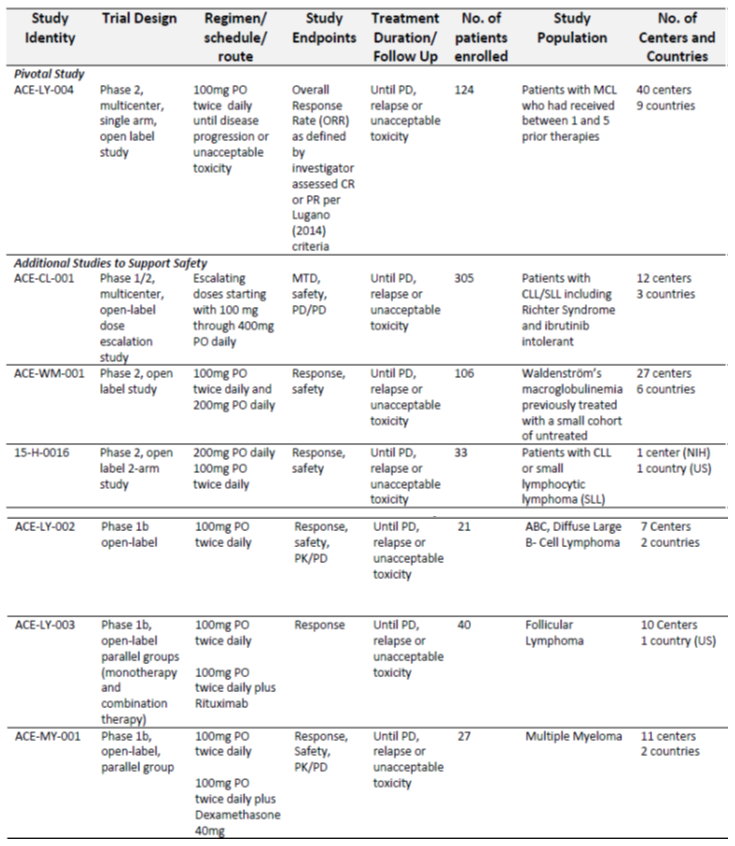 Study
Identity
Trial Design
Regimen/
schedule/
route
Study
Endpoints
Treatment
Duration/
Follow Up
No. of
patients
enrolled
Study
Population
No. of
Centers and
Countries
Pivotal Study
ACE-LY-004
Phase 2,
multicenter,
single arm,
open label
study
100mg PO
twice daily
until disease
progression or
unacceptable
toxicity
Overall
Response
Rate (ORR)
as defined
by
investigator
assessed CR
or PR per
Lugano
(2014)
criteria
Until PD,
relapse or
unacceptable
toxicity
124
Patients with MCL
who had received
between 1 and 5
prior therapies
40 centers
9 countries
Additional Studies to Support Safety
ACE-CL-001
Phase 1/2,
multicenter,
open-label
dose
escalation
study
Escalating
doses starting
with 100 mg
through 400mg
PO daily
MTD,
safety,
PD/PD
Until PD,
relapse or
unacceptable
toxicity
305
Patients with
CLL/SLL including
Richter Syndrome
and ibrutinib
intolerant
12 centers
3 countries
ACE-WM-001
Phase 2, open
label study
100mg PO
twice daily and
200mg PO daily
Response,
safety
Until PD,
relapse or
unacceptable
toxicity
106
Waldenström's
macroglobulinemia
previously treated
with a small cohort
of untreated
27 centers
6 countries
15-H-0016
Phase 2, open
label 2-arm
study
200mg PO daily
100mg PO
twice daily
Response,
safety
Until PD,
relapse or
unacceptable
toxicity
33
Patients with CLL
or small
lymphocytic
lymphoma (SLL)
1 center (NIH)
1 country (US)
ACE-LY-002
Phase 1b
open-label
100mg PO
twice daily
Response,
safety,
PK/PD
Until PD,
relapse or
unacceptable
toxicity
21
ABC, Diffuse Large
B- Cell Lymphoma
7 Centers
2 countries
ACE-LY-003
Phase 1b,
open-label
parallel groups
(monotherapy
and
combination
therapy)
100mg PO
twice daily
100mg PO
twice daily plus
Rituximab
Response
Until PD,
relapse or
unacceptable
toxicity
40
Follicular
Lymphoma
10 Centers
1 country (US)
ACE-MY-001
Phase 1b,
open-label,
parallel group
100mg PO
twice daily
100mg PO
twice daily plus
Dexamethasone
40mg
Response,
Safety,
PK/PD
Until PD,
relapse or
unacceptable
toxicity
27
Multiple Myeloma
11 centers
2 countries